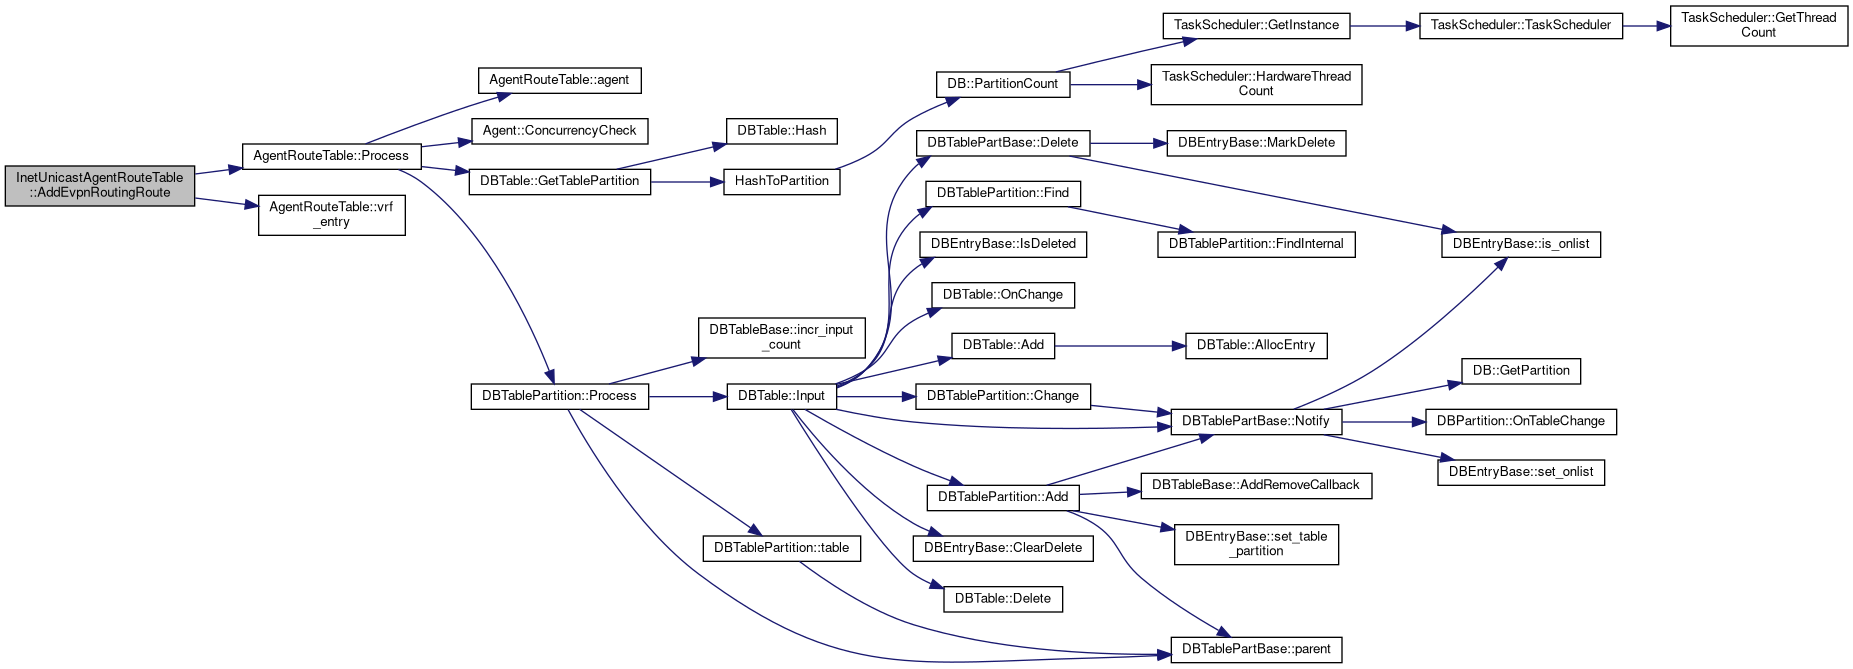 InetUnicastAgentRouteTable
::AddEvpnRoutingRoute
AgentRouteTable::Process
AgentRouteTable::vrf
_entry
AgentRouteTable::agent
Agent::ConcurrencyCheck
DBTable::GetTablePartition
DBTablePartition::Process
DBTable::Hash
HashToPartition
DBTableBase::incr_input
_count
DBTable::Input
DBTablePartition::table
DB::PartitionCount
DBTablePartBase::Delete
DBTablePartition::Find
DBEntryBase::IsDeleted
DBTable::OnChange
DBTable::Add
DBTablePartition::Change
DBTablePartition::Add
DBEntryBase::ClearDelete
DBTable::Delete
TaskScheduler::GetInstance
TaskScheduler::HardwareThread
Count
DBEntryBase::MarkDelete
DBTablePartition::FindInternal
DBTable::AllocEntry
DBTablePartBase::Notify
DBTableBase::AddRemoveCallback
DBEntryBase::set_table
_partition
DBTablePartBase::parent
TaskScheduler::TaskScheduler
DBEntryBase::is_onlist
DB::GetPartition
DBPartition::OnTableChange
DBEntryBase::set_onlist
TaskScheduler::GetThread
Count